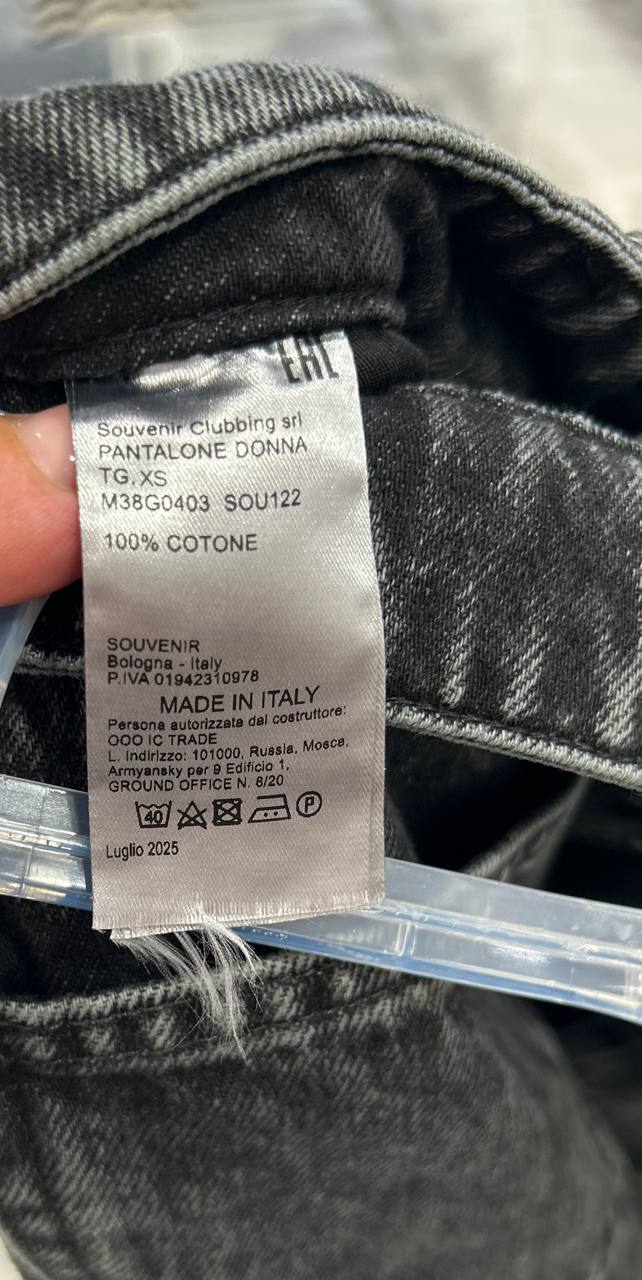 EAC
Souvenir Clubbing srl
PANTALONE DONNA
TG. XS
M38G0403 SOU122
100% COTONE
SOUVENIR
Bologna - Italy
P.IVA 01942310978
MADE IN ITALY
Persona autorizzata dal costruttore:
OOO IC TRADE
L. Indirizzo: 101000, Russia, Mosca,
Armyansky per 9 Edificio 1,
GROUND OFFICE N. 8/20
40 P
Luglio 2025